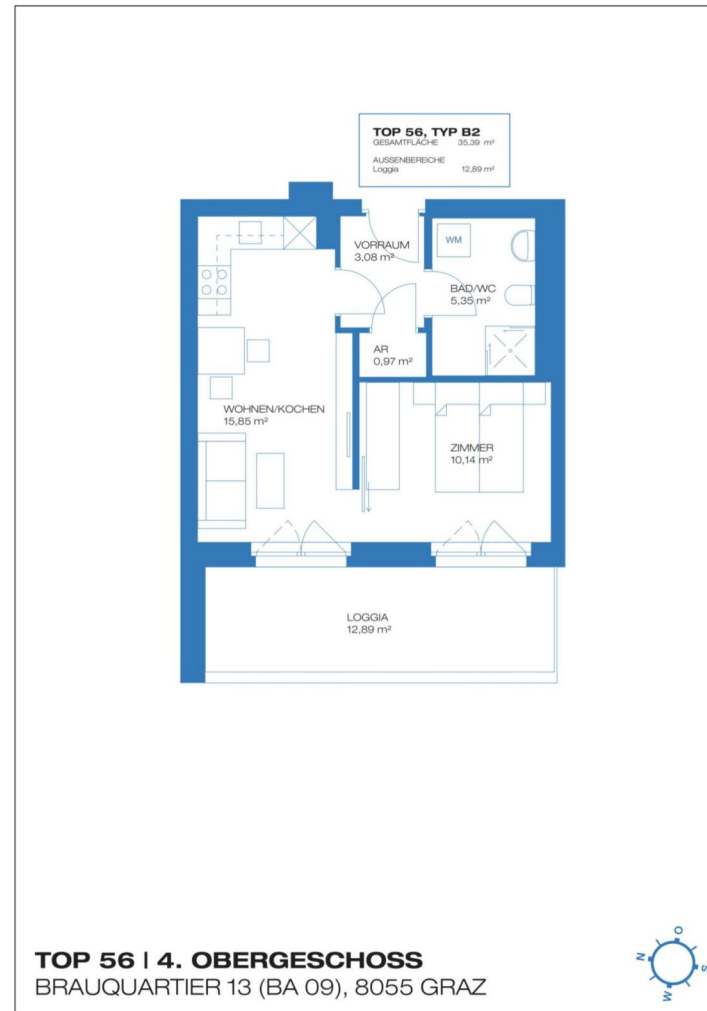 TOP 56, TYP B2
GESAMTFLÄCHE 35,39 m²
AUSSENBEREICHE
Loggia 12,89 m²
WM
VORRAUM
3,08 m²
BAD/WC
5,35 m²
AR
0,97 m²
WOHNEN/KOCHEN
15,85 m²
ZIMMER
10,14 m²
LOGGIA
12,89 m²
TOP 56 | 4. OBERGESCHOSS
BRAUQUARTIER 13 (BA 09), 8055 GRAZ
O
N
S
W